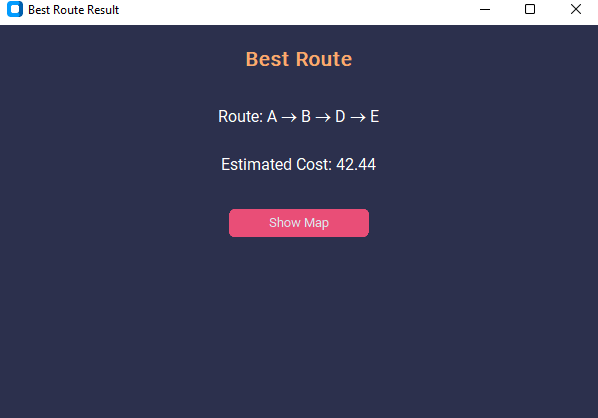 Best Route Result
Best Route
Route: A → B → D → E
Estimated Cost: 42.44
Show Map